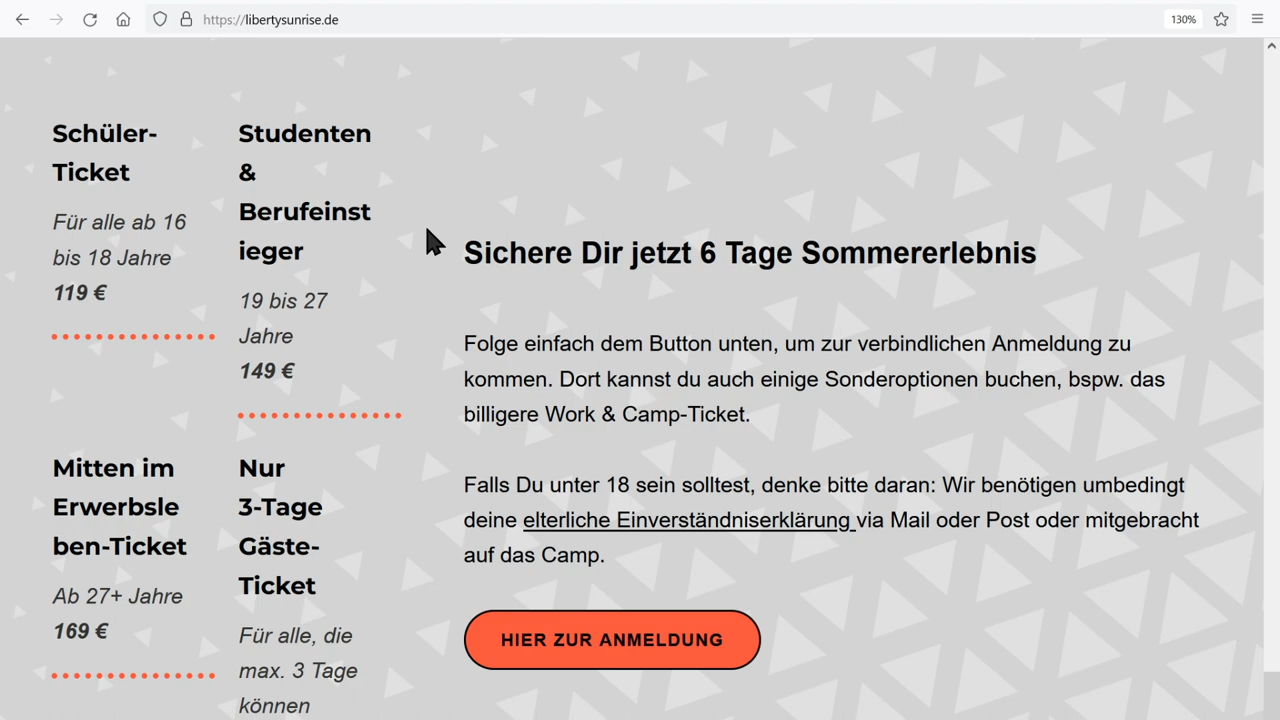 https://libertysunrise.de
130%
Schüler-
Ticket
Für alle ab 16
bis 18 Jahre
119 €
Studenten
&
Berufeinst
ieger
19 bis 27
Jahre
149 €
Mitten im
Erwerbsle
ben-Ticket
Ab 27+ Jahre
169 €
Nur
3-Tage
Gäste-
Ticket
Für alle, die
max. 3 Tage
können
Sichere Dir jetzt 6 Tage Sommererlebnis
Folge einfach dem Button unten, um zur verbindlichen Anmeldung zu
kommen. Dort kannst du auch einige Sonderoptionen buchen, bspw. das
billigere Work & Camp-Ticket.
Falls Du unter 18 sein solltest, denke bitte daran: Wir benötigen umbedingt
deine elterliche Einverständniserklärung via Mail oder Post oder mitgebracht
auf das Camp.
HIER ZUR ANMELDUNG